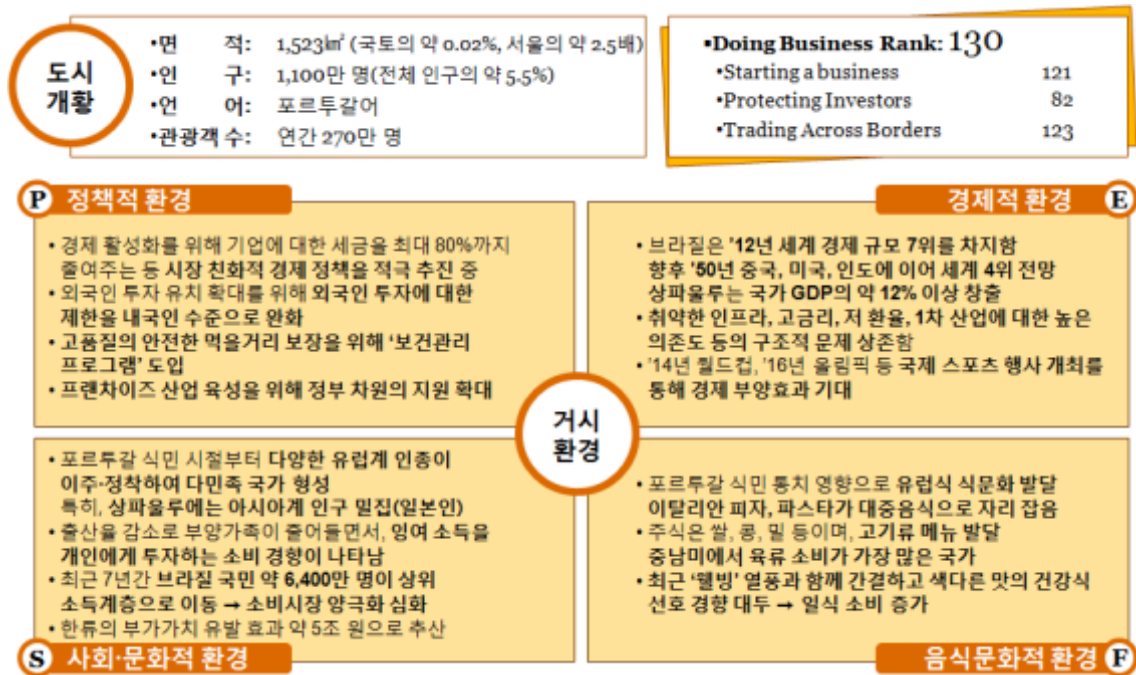 도시
개황
•면 적: 1,523㎢ (국토의 약 0.02%, 서울의 약 2.5배)
•인 구: 1,100만 명(전체 인구의 약 5.5%)
•언 어: 포르투갈어
•관광객 수: 연간 270만 명
▪Doing Business Rank: 130
•Starting a business 121
•Protecting Investors 82
•Trading Across Borders 123
P 정책적 환경
• 경제 활성화를 위해 기업에 대한 세금을 최대 80%까지
줄여주는 등 시장 친화적 경제 정책을 적극 추진 중
• 외국인 투자 유치 확대를 위해 외국인 투자에 대한
제한을 내국인 수준으로 완화
• 고품질의 안전한 먹을거리 보장을 위해 ‘보건관리
프로그램’ 도입
• 프랜차이즈 산업 육성을 위해 정부 차원의 지원 확대
경제적 환경 E
• 브라질은 ’12년 세계 경제 규모 7위를 차지함
향후 ’50년 중국, 미국, 인도에 이어 세계 4위 전망
상파울루는 국가 GDP의 약 12% 이상 창출
• 취약한 인프라, 고금리, 저 환율, 1차 산업에 대한 높은
의존도 등의 구조적 문제 상존함
• ’14년 월드컵, ’16년 올림픽 등 국제 스포츠 행사 개최를
통해 경제 부양효과 기대
거시
환경
• 포르투갈 식민 시절부터 다양한 유럽계 인종이
이주·정착하여 다민족 국가 형성
특히, 상파울루에는 아시아계 인구 밀집(일본인)
• 출산율 감소로 부양가족이 줄어들면서, 잉여 소득을
개인에게 투자하는 소비 경향이 나타남
• 최근 7년간 브라질 국민 약 6,400만 명이 상위
소득계층으로 이동 → 소비시장 양극화 심화
• 한류의 부가가치 유발 효과 약 5조 원으로 추산
S 사회·문화적 환경
• 포르투갈 식민 통치 영향으로 유럽식 식문화 발달
이탈리안 피자, 파스타가 대중음식으로 자리 잡음
• 주식은 쌀, 콩, 밀 등이며, 고기류 메뉴 발달
중남미에서 육류 소비가 가장 많은 국가
• 최근 ‘웰빙’ 열풍과 함께 간결하고 색다른 맛의 건강식
선호 경향 대두 → 일식 소비 증가
음식문화적 환경 F